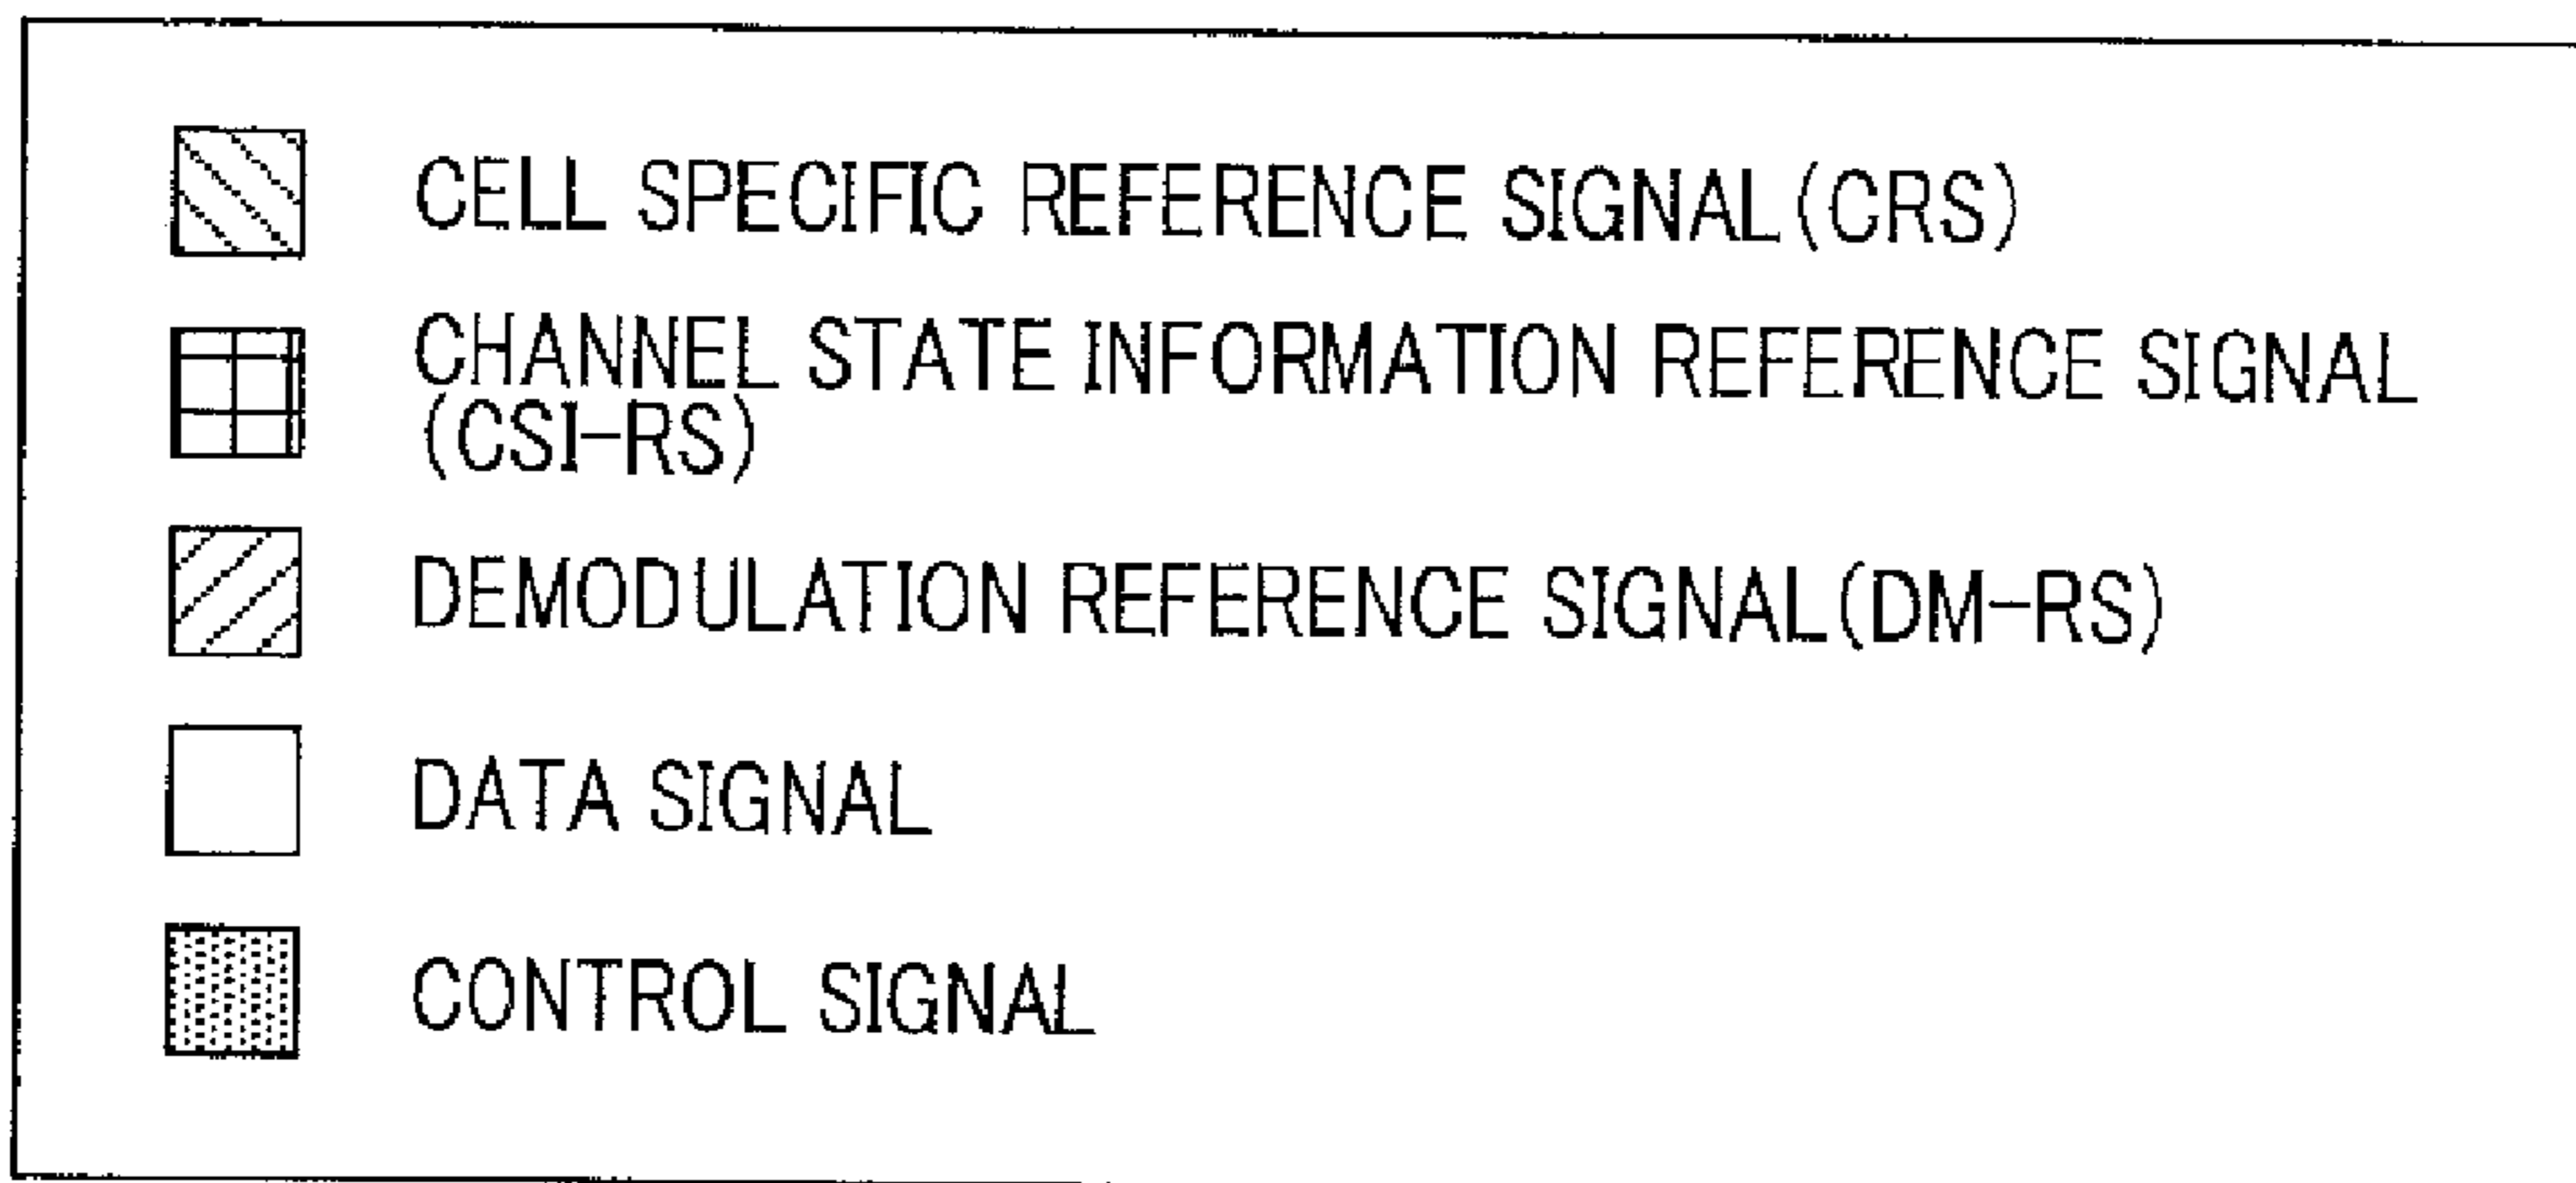 CELL SPECIFIC REFERENCE SIGNAL(CRS)
CHANNEL STATE INFORMATION REFERENCE SIGNAL
(CSI-RS)
DEMODULATION REFERENCE SIGNAL(DM-RS)
DATA SIGNAL
CONTROL SIGNAL